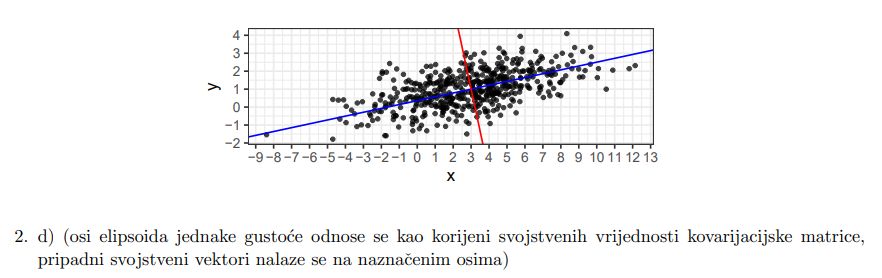 4
3
2
1
0
−1
−2
y
−9 −8 −7 −6 −5 −4 −3 −2 −1 0 1 2 3 4 5 6 7 8 9 10 11 12 13
x
2. d) (osi elipsoida jednake gustoće odnose se kao korijeni svojstvenih vrijednosti kovarijacijske matrice,
pripadni svojstveni vektori nalaze se na naznačenim osima)